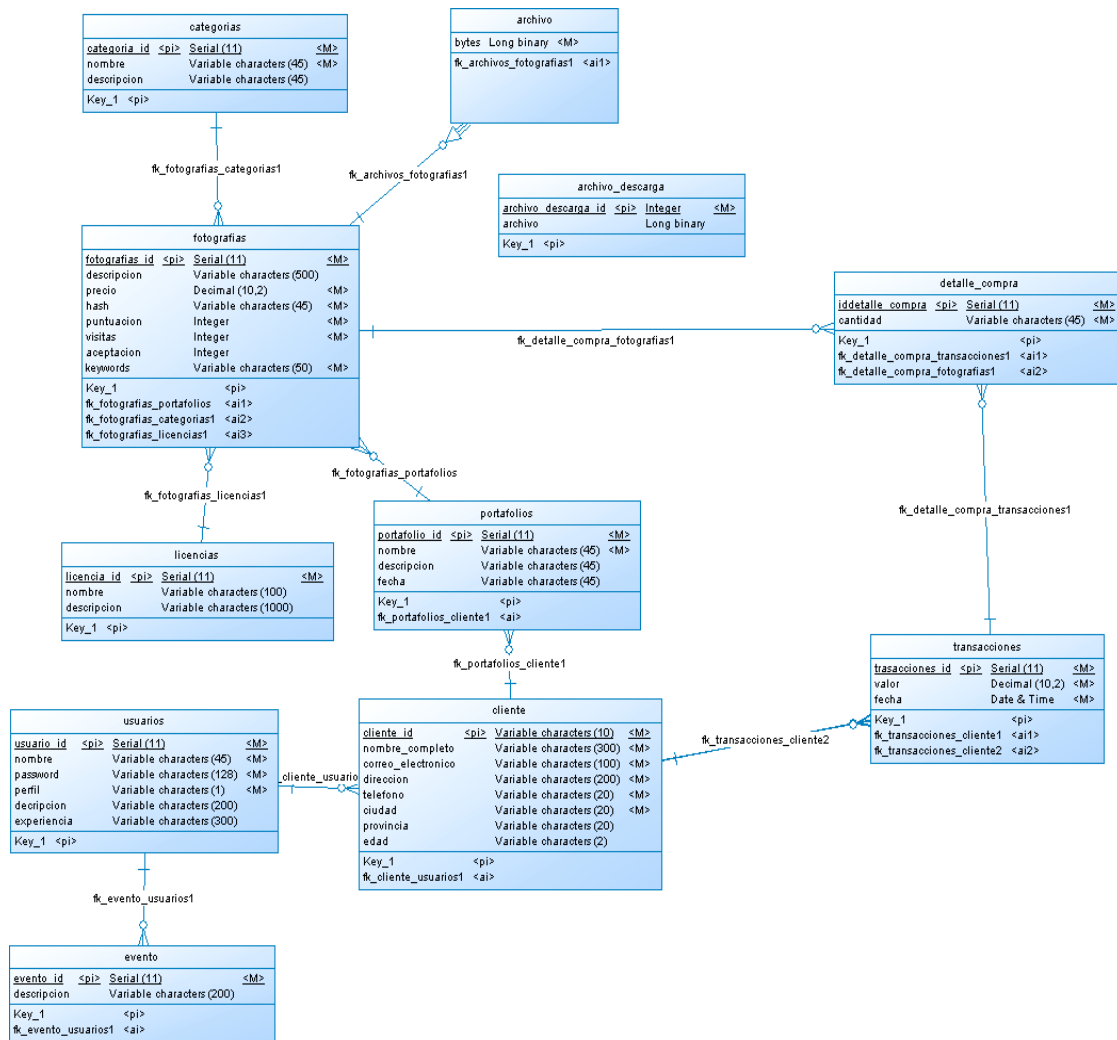 categorias
categoria_id <pi> Serial (11) <M>
nombre Variable characters (45) <M>
descripcion Variable characters (45)
Key_1 <pi>
archivo
bytes Long binary <M>
fk_archivos_fotografias1 <ai1>
fk_fotografias_categorias1
fk_archivos_fotografias1
archivo_descarga
archivo_descarga_id <pi> Integer <M>
archivo Long binary
Key_1 <pi>
fotografias
fotografias_id <pi> Serial (11) <M>
descripcion Variable characters (500)
precio Decimal (10,2) <M>
hash Variable characters (45) <M>
puntuacion Integer <M>
visitas Integer <M>
aceptacion Integer
keywords Variable characters (50) <M>
Key_1 <pi>
fk_fotografias_portafolios <ai1>
fk_fotografias_categorias1 <ai2>
fk_fotografias_licencias1 <ai3>
detalle_compra
iddetalle_compra <pi> Serial (11) <M>
cantidad Variable characters (45) <M>
Key_1 <pi>
fk_detalle_compra_transacciones1 <ai1>
fk_detalle_compra_fotografias1 <ai2>
fk_detalle_compra_fotografias1
fk_fotografias_portafolios
fk_fotografias_licencias1
fk_detalle_compra_transacciones1
portafolios
portafolio_id <pi> Serial (11) <M>
nombre Variable characters (45) <M>
descripcion Variable characters (45)
fecha Variable characters (45)
Key_1 <pi>
fk_portafolios_cliente1 <ai>
licencias
licencia_id <pi> Serial (11) <M>
nombre Variable characters (100)
descripcion Variable characters (1000)
Key_1 <pi>
fk_portafolios_cliente1
transacciones
trasacciones_id <pi> Serial (11) <M>
valor Decimal (10,2) <M>
fecha Date & Time <M>
Key_1 <pi>
fk_transacciones_cliente1 <ai1>
fk_transacciones_cliente2 <ai2>
fk_transacciones_cliente2
usuarios
usuario_id <pi> Serial (11) <M>
nombre Variable characters (45) <M>
password Variable characters (128) <M>
perfil Variable characters (1) <M>
decripcion Variable characters (200)
experiencia Variable characters (300)
Key_1 <pi>
_cliente_usuario
cliente
cliente_id <pi> Variable characters (10) <M>
nombre_completo Variable characters (300) <M>
correo_electronico Variable characters (100) <M>
direccion Variable characters (200) <M>
telefono Variable characters (20) <M>
ciudad Variable characters (20) <M>
provincia Variable characters (20)
edad Variable characters (2)
Key_1 <pi>
fk_cliente_usuarios1 <ai>
fk_evento_usuarios1
evento
evento_id <pi> Serial (11) <M>
descripcion Variable characters (200)
Key_1 <pi>
fk_evento_usuarios1 <ai>